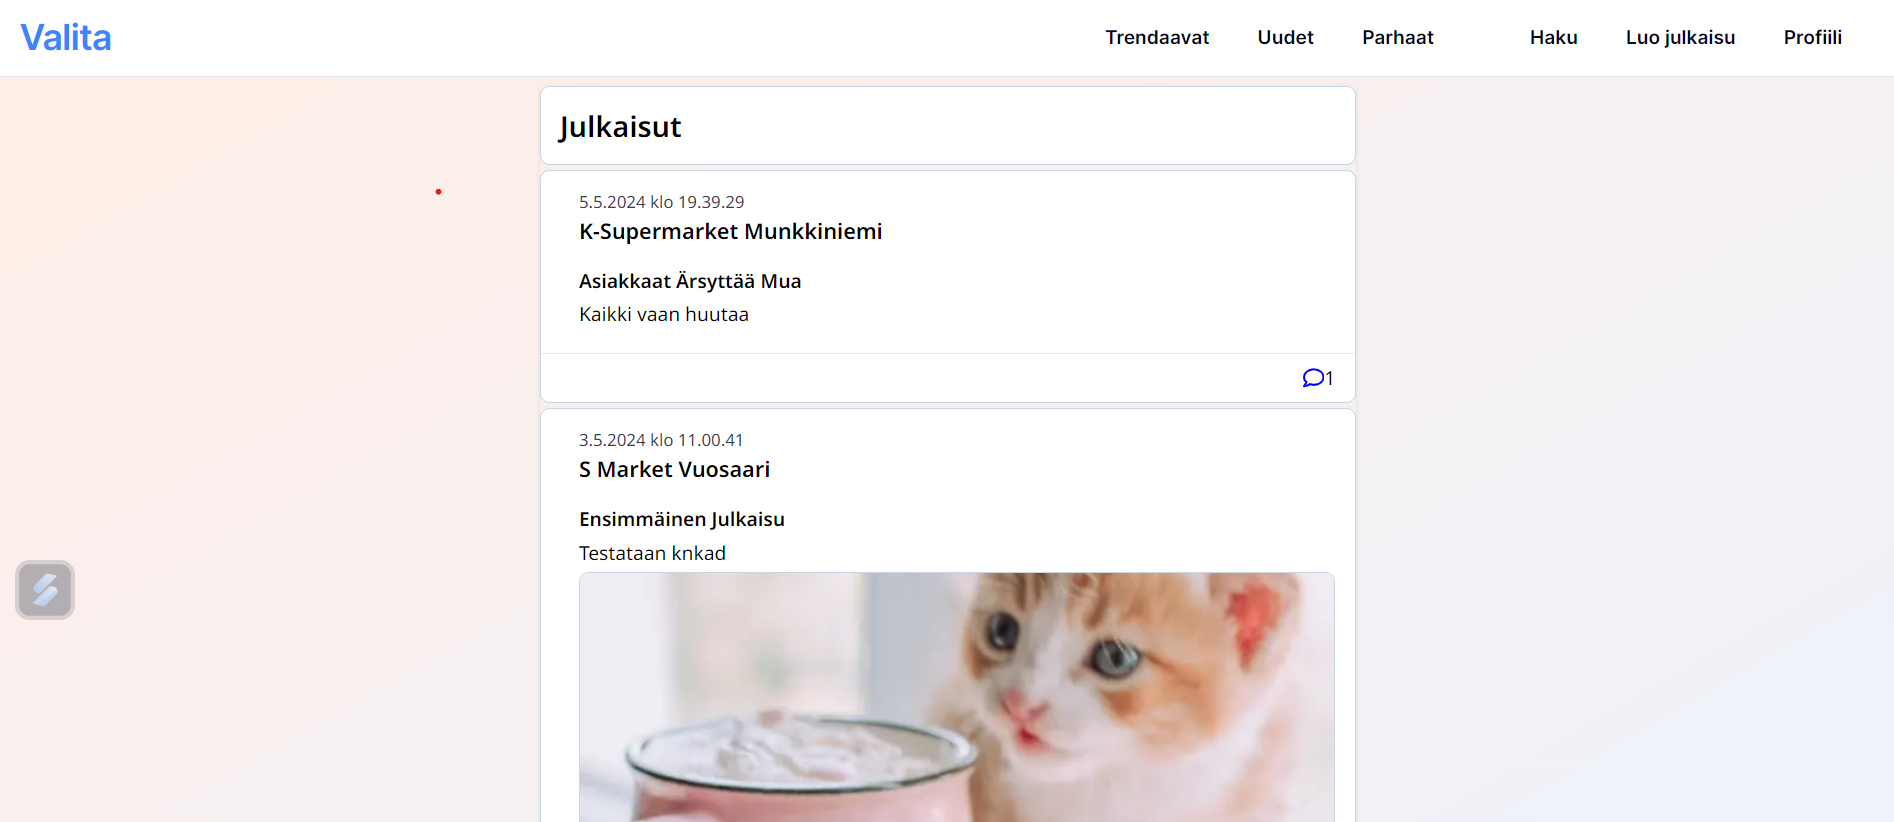 Valita
Trendaavat Uudet Parhaat Haku Luo julkaisu Profiili
Julkaisut
5.5.2024 klo 19.39.29
K-Supermarket Munkkiniemi
Asiakkaat Ärsyttää Mua
Kaikki vaan huutaa
1
3.5.2024 klo 11.00.41
S Market Vuosaari
Ensimmäinen Julkaisu
Testataan knkad